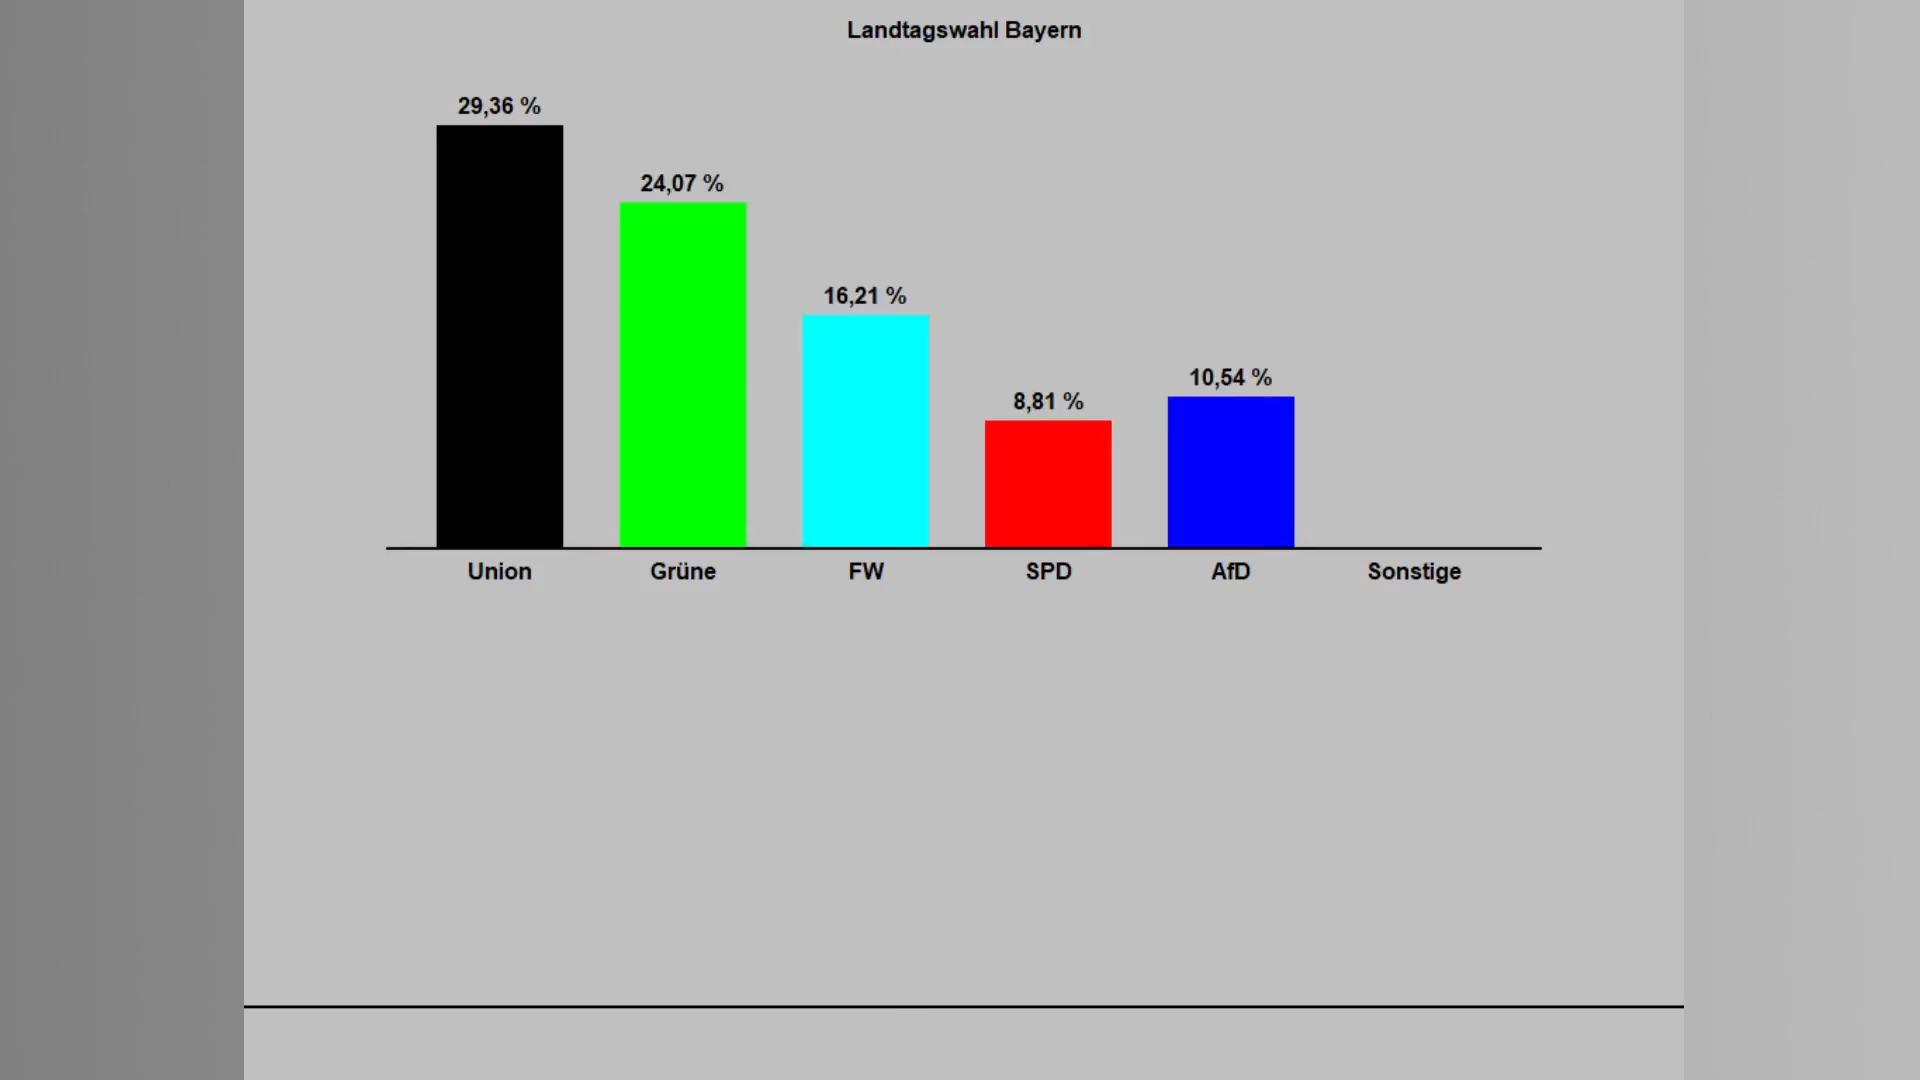 Landtagswahl Bayern
29,36 %
24,07 %
16,21 %
8,81 %
10,54 %
Union Grüne FW SPD AfD Sonstige